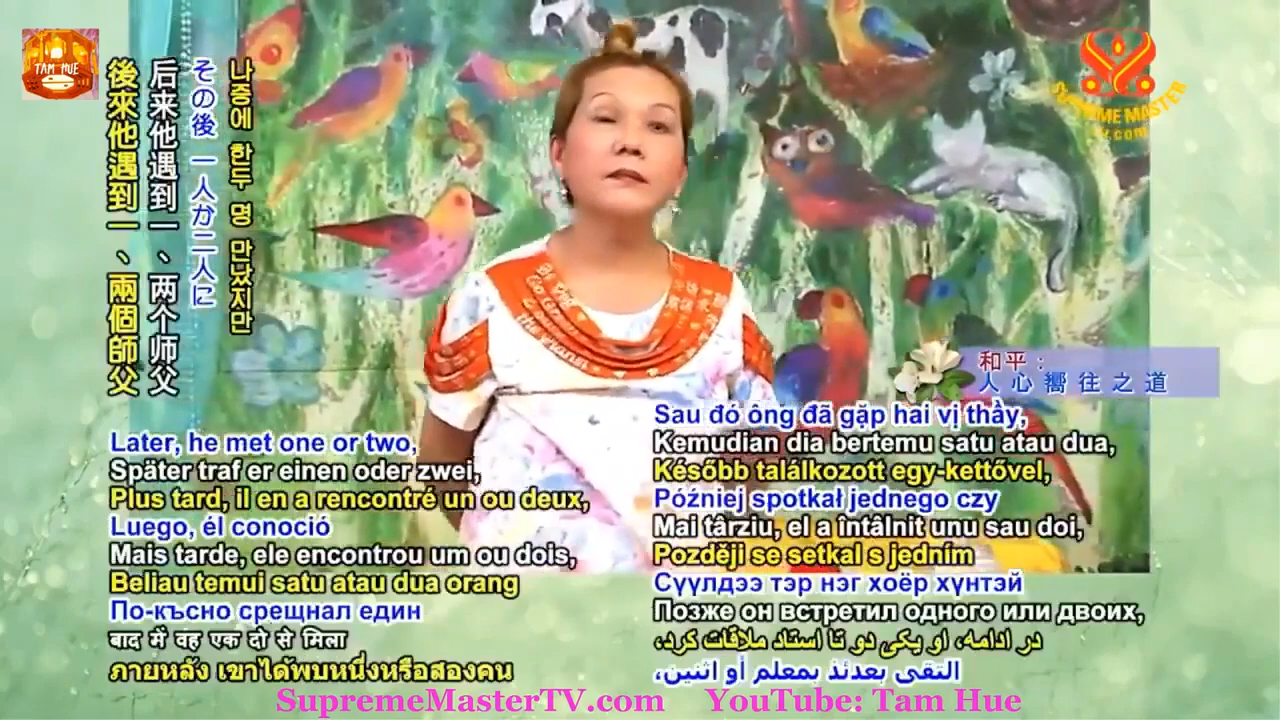 TAM HUE
SUPREME MASTER
TV.COM
後來他遇到一、兩個師父
后来他遇到一、两个师父
その後 一人か二人に
나중에 한두 명 만났지만
和平：
人心嚮往之道
Later, he met one or two,
Später traf er einen oder zwei,
Plus tard, il en a rencontré un ou deux,
Luego, él conoció
Mais tarde, ele encontrou um ou dois,
Beliau temui satu atau dua orang
По-късно срещнал един
बाद में वह एक दो से मिला
ภายหลัง เขาได้พบหนึ่งหรือสองคน
Sau đó ông đã gặp hai vị thầy,
Kemudian dia bertemu satu atau dua,
Később találkozott egy-kettővel,
Później spotkał jednego czy
Mai târziu, el a întâlnit unu sau doi,
Později se setkal s jedním
Сүүлдээ тэр нэг хоёр хүнтэй
Позже он встретил одного или двоих,
در ادامه، او یکی دو تا استاد ملاقات کرد،
التقى بعدئذ بمعلم أو اثنين،
SupremeMasterTV.com YouTube: Tam Hue